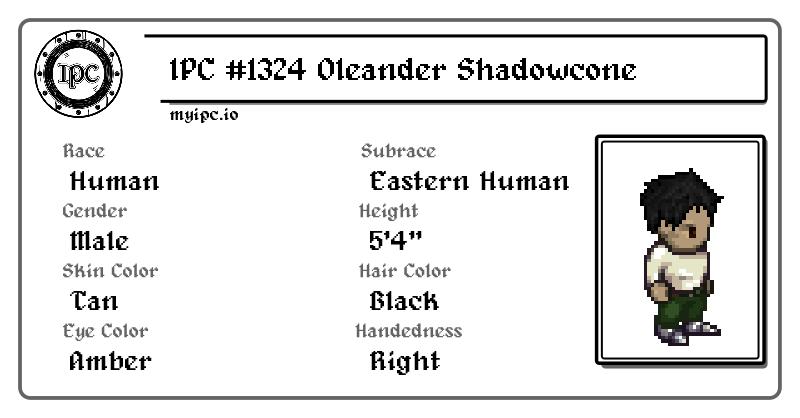 IPC
IPC #1324 Oleander Shadowcone
myipc.io
Race
Human
Subrace
Eastern Human
Gender
Male
Height
5'4"
Skin Color
Tan
Hair Color
Black
Eye Color
Amber
Handedness
Right